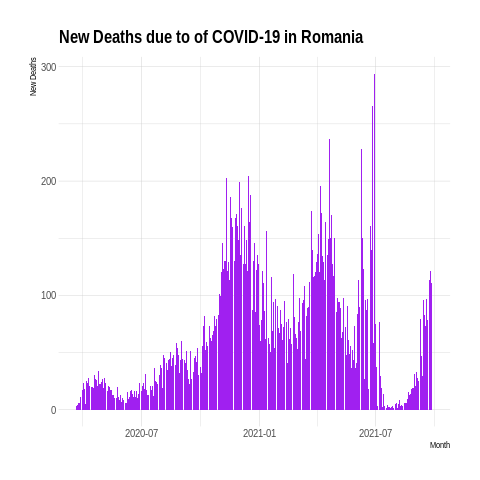 New Deaths due to of COVID-19 in Romania
New Deaths
300
200
100
0
2020-07
2021-01
2021-07
Month